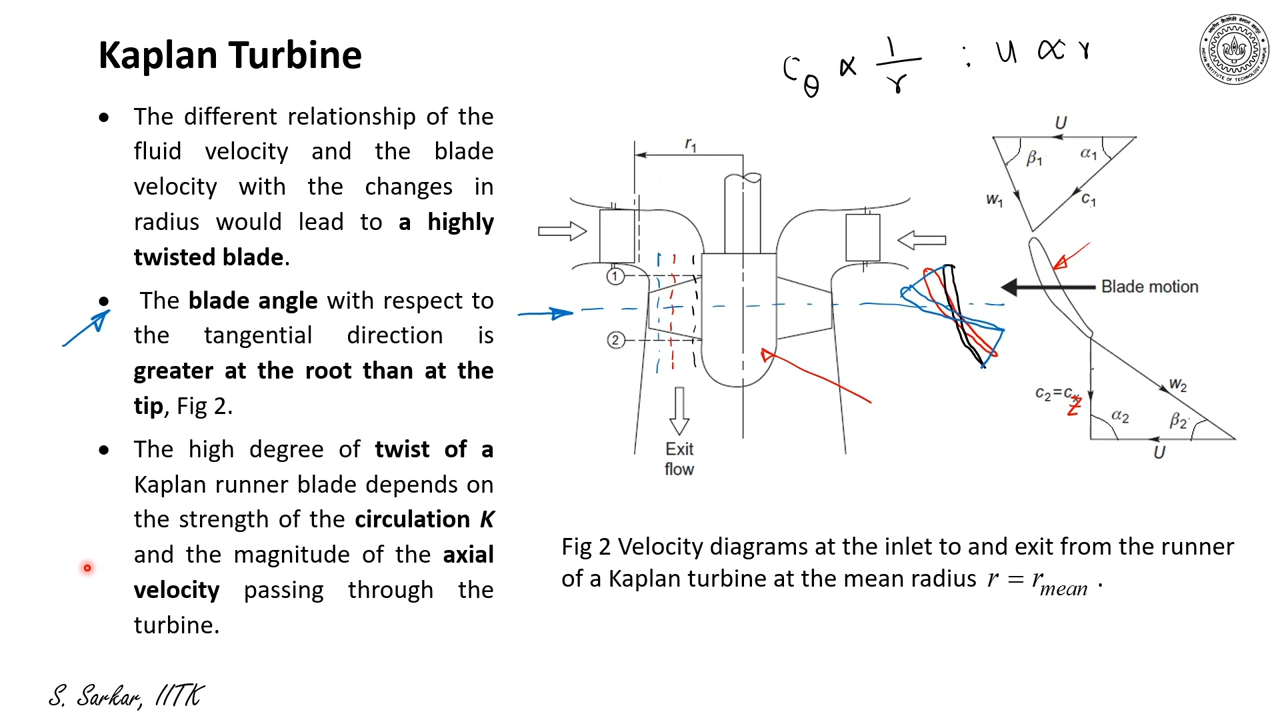 Kaplan Turbine
c_θ ∝ 1/r : U ∝ r
• The different relationship of the
fluid velocity and the blade
velocity with the changes in
radius would lead to a highly
twisted blade.
• The blade angle with respect to
the tangential direction is
greater at the root than at the
tip, Fig 2.
• The high degree of twist of a
Kaplan runner blade depends on
the strength of the circulation K
and the magnitude of the axial
velocity passing through the
turbine.
r₁
1
2
Exit
flow
U
β₁
α₁
w₁
c₁
Blade motion
w₂
c₂=cₓ
z
α₂
β₂
U
Fig 2 Velocity diagrams at the inlet to and exit from the runner
of a Kaplan turbine at the mean radius r = r_mean .
S. Sarkar, IITK